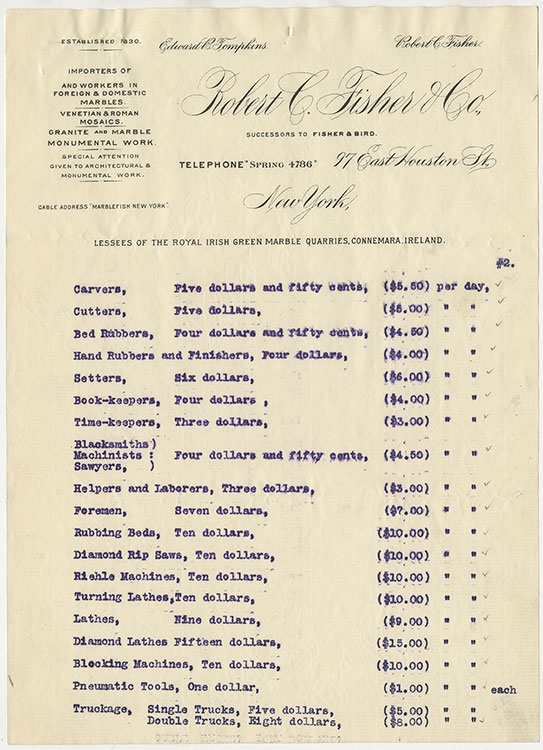 ESTABLISHED 1830.
Edward B. Tompkins
Robert C. Fisher
IMPORTERS OF
AND WORKERS IN
FOREIGN & DOMESTIC
MARBLES.
VENETIAN & ROMAN
MOSAICS.
GRANITE AND MARBLE
MONUMENTAL WORK.
SPECIAL ATTENTION
GIVEN TO ARCHITECTURAL &
MONUMENTAL WORK.
CABLE ADDRESS "MARBLEFISH NEW YORK".
Robert C. Fisher & Co.,
SUCCESSORS TO FISHER & BIRD.
TELEPHONE "SPRING 4786"
97 East Houston St.
New York,
LESSEES OF THE ROYAL IRISH GREEN MARBLE QUARRIES, CONNEMARA, IRELAND.
#2.
Carvers, Five dollars and fifty cents, ($5.50) per day,
Cutters, Five dollars, ($5.00) " "
Bed Rubbers, Four dollars and fifty cents, ($4.50) " "
Hand Rubbers and Finishers, Four dollars, ($4.00) " "
Setters, Six dollars, ($6.00) " "
Book-keepers, Four dollars , ($4.00) " "
Time-keepers, Three dollars, ($3.00) " "
Blacksmiths)
Machinists : Four dollars and fifty cents, ($4.50) " "
Sawyers, )
Helpers and Laborers, Three dollars, ($3.00) " "
Foremen, Seven dollars, ($7.00) " "
Rubbing Beds, Ten dollars, ($10.00) " "
Diamond Rip Saws, Ten dollars, ($10.00) " "
Riehle Machines, Ten dollars, ($10.00) " "
Turning Lathes,Ten dollars, ($10.00) " "
Lathes, Nine dollars, ($9.00) " "
Diamond Lathes Fifteen dollars, ($15.00) " "
Blocking Machines, Ten dollars, ($10.00) " "
Pneumatic Tools, One dollar, ($1.00) " " each
Truckage, Single Trucks, Five dollars, ($5.00) " "
Double Trucks, Eight dollars, ($8.00) " "